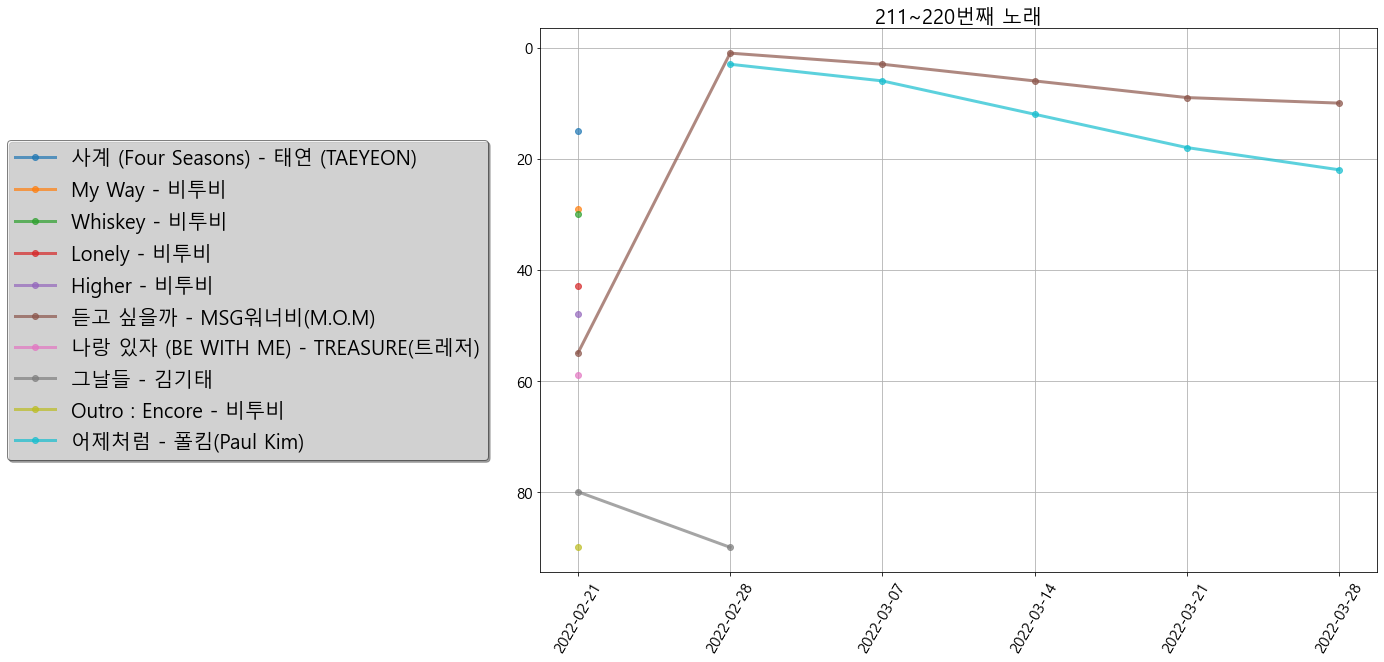 211~220번째 노래
사계 (Four Seasons) - 태연 (TAEYEON)
My Way - 비투비
Whiskey - 비투비
Lonely - 비투비
Higher - 비투비
듣고 싶을까 - MSG워너비(M.O.M)
나랑 있자 (BE WITH ME) - TREASURE(트레저)
그날들 - 김기태
Outro : Encore - 비투비
어제처럼 - 폴킴(Paul Kim)
0
20
40
60
80
2022-02-21
2022-02-28
2022-03-07
2022-03-14
2022-03-21
2022-03-28